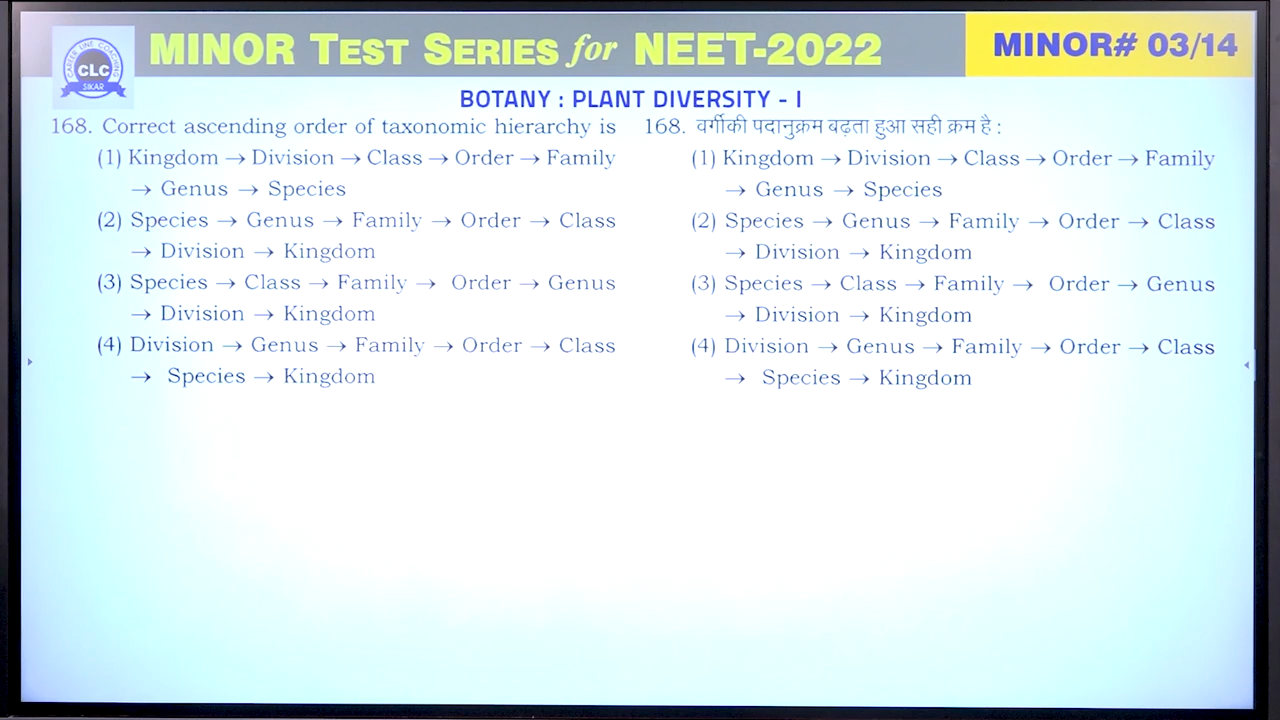 CAREER LINE COACHING
CLC
SIKAR
MINOR TEST SERIES for NEET-2022
MINOR# 03/14
BOTANY : PLANT DIVERSITY - I
168. Correct ascending order of taxonomic hierarchy is
(1) Kingdom → Division → Class → Order → Family
→ Genus → Species
(2) Species → Genus → Family → Order → Class
→ Division → Kingdom
(3) Species → Class → Family → Order → Genus
→ Division → Kingdom
(4) Division → Genus → Family → Order → Class
→ Species → Kingdom
168. वर्गीकी पदानुक्रम बढ़ता हुआ सही क्रम है :
(1) Kingdom → Division → Class → Order → Family
→ Genus → Species
(2) Species → Genus → Family → Order → Class
→ Division → Kingdom
(3) Species → Class → Family → Order → Genus
→ Division → Kingdom
(4) Division → Genus → Family → Order → Class
→ Species → Kingdom